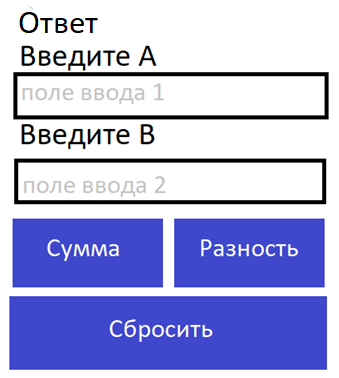 Ответ
Введите А
поле ввода 1
Введите В
поле ввода 2
Сумма
Разность
Сбросить